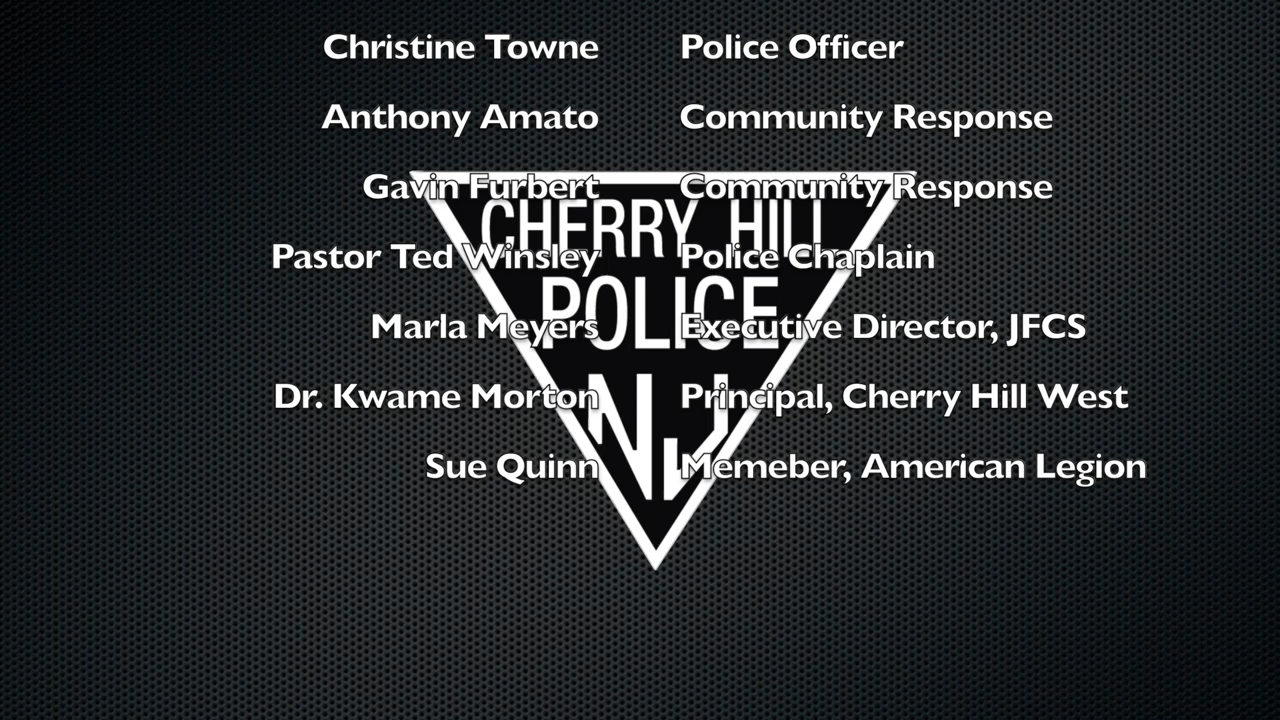 Christine Towne Police Officer
Anthony Amato Community Response
Gavin Furbert Community Response
CHERRY HILL
Pastor Ted Winsley Police Chaplain
POLICE
Marla Meyers Executive Director, JFCS
Dr. Kwame Morton Principal, Cherry Hill West
NJ
Sue Quinn Memeber, American Legion